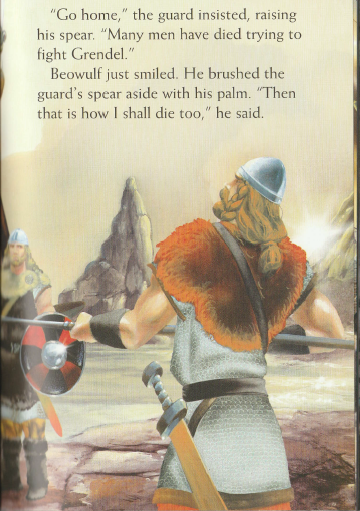 “Go home,” the guard insisted, raising
his spear. “Many men have died trying to
fight Grendel.”
Beowulf just smiled. He brushed the
guard’s spear aside with his palm. “Then
that is how I shall die too,” he said.